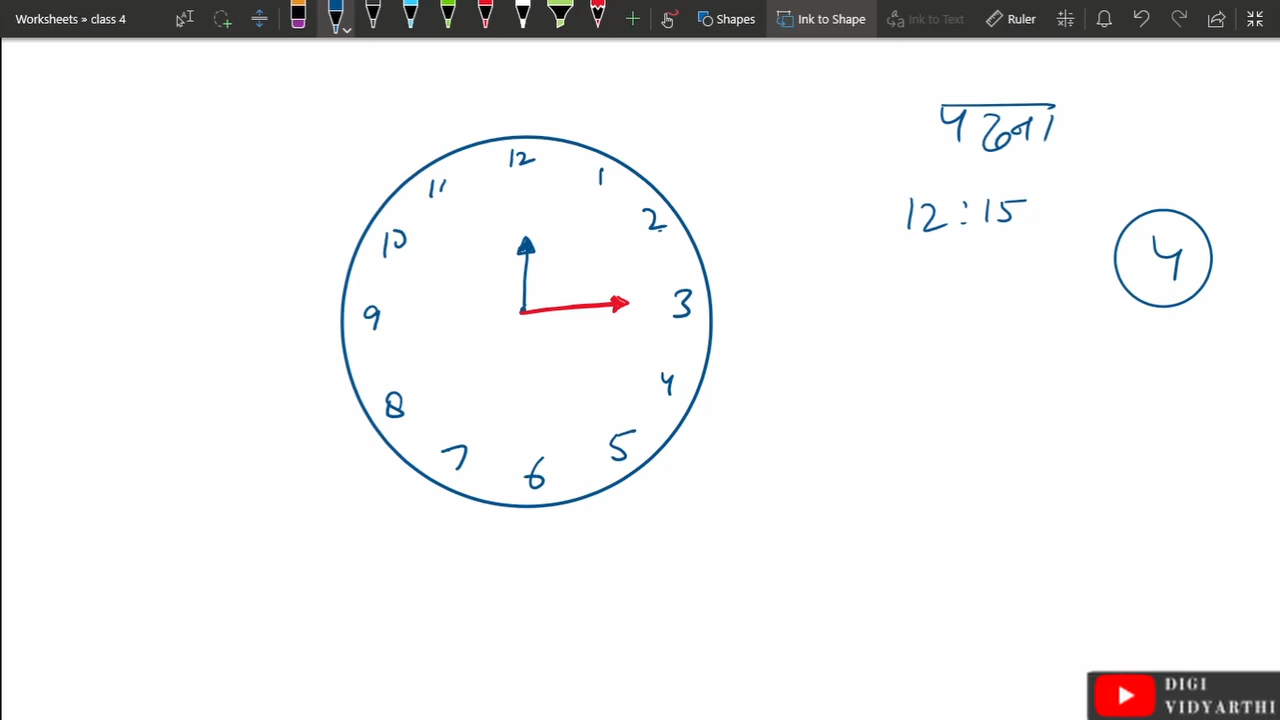 Worksheets » class 4
Shapes
Ink to Shape
Ink to Text
Ruler
पढना
12:15
4
12
1
2
3
4
5
6
7
8
9
10
11
DIGI
VIDYARTHI